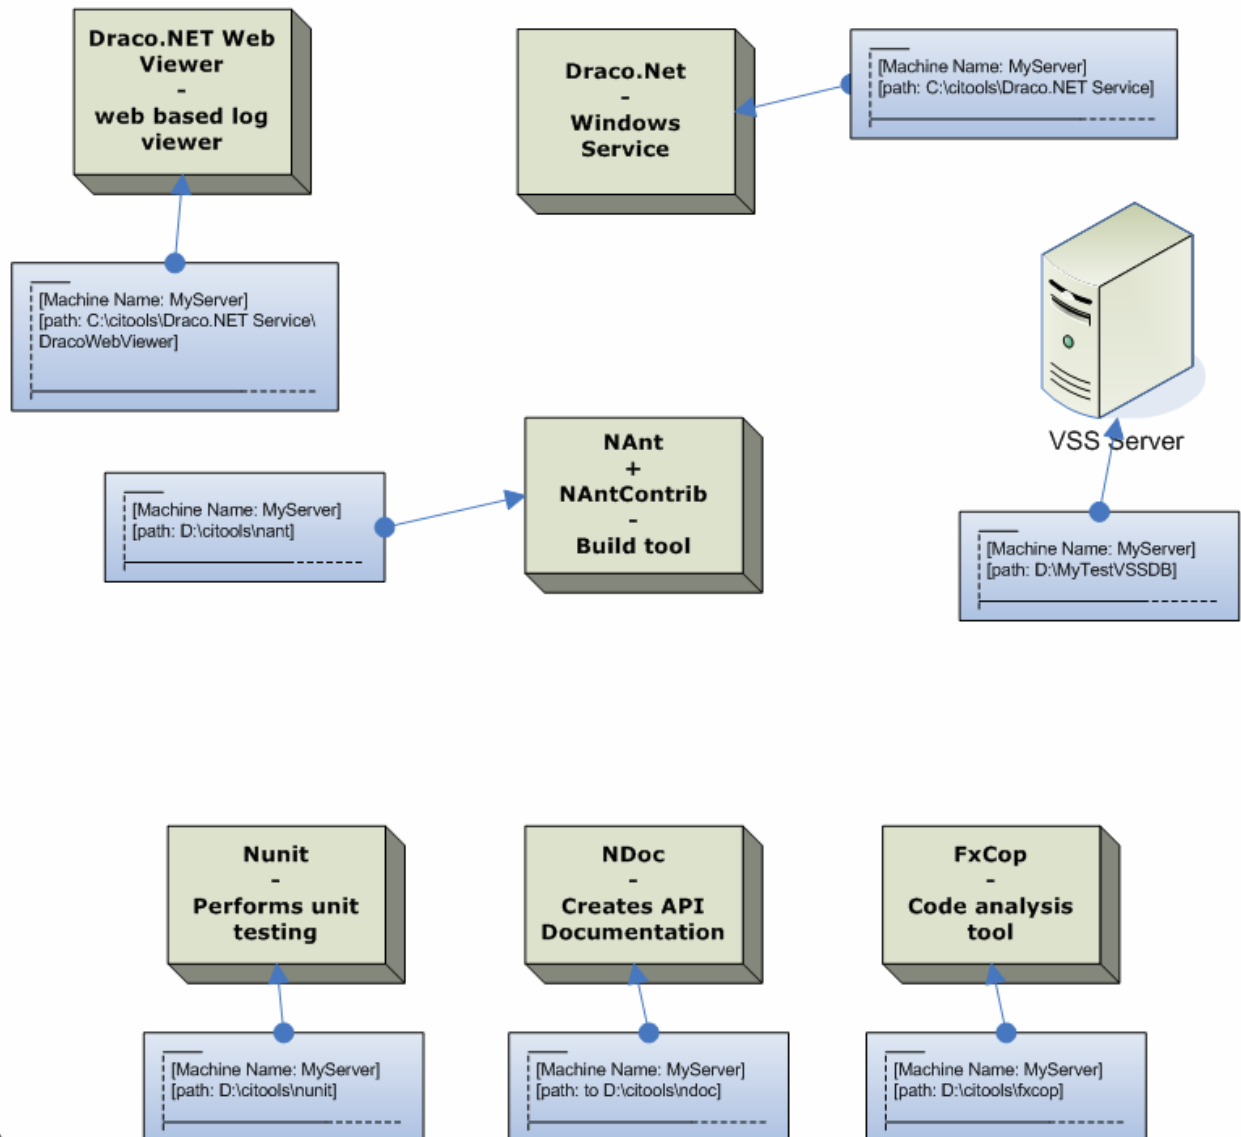 Draco.NET Web
Viewer
-
web based log
viewer
Draco.Net
-
Windows
Service
[Machine Name: MyServer]
[path: C:\citools\Draco.NET Service]
[Machine Name: MyServer]
[path: C:\citools\Draco.NET Service\
DracoWebViewer]
VSS Server
NAnt
+
NAntContrib
-
Build tool
[Machine Name: MyServer]
[path: D:\citools\nant]
[Machine Name: MyServer]
[path: D:\MyTestVSSDB]
Nunit
-
Performs unit
testing
NDoc
-
Creates API
Documentation
FxCop
-
Code analysis
tool
[Machine Name: MyServer]
[path: D:\citools\nunit]
[Machine Name: MyServer]
[path: to D:\citools\ndoc]
[Machine Name: MyServer]
[path: D:\citools\fxcop]